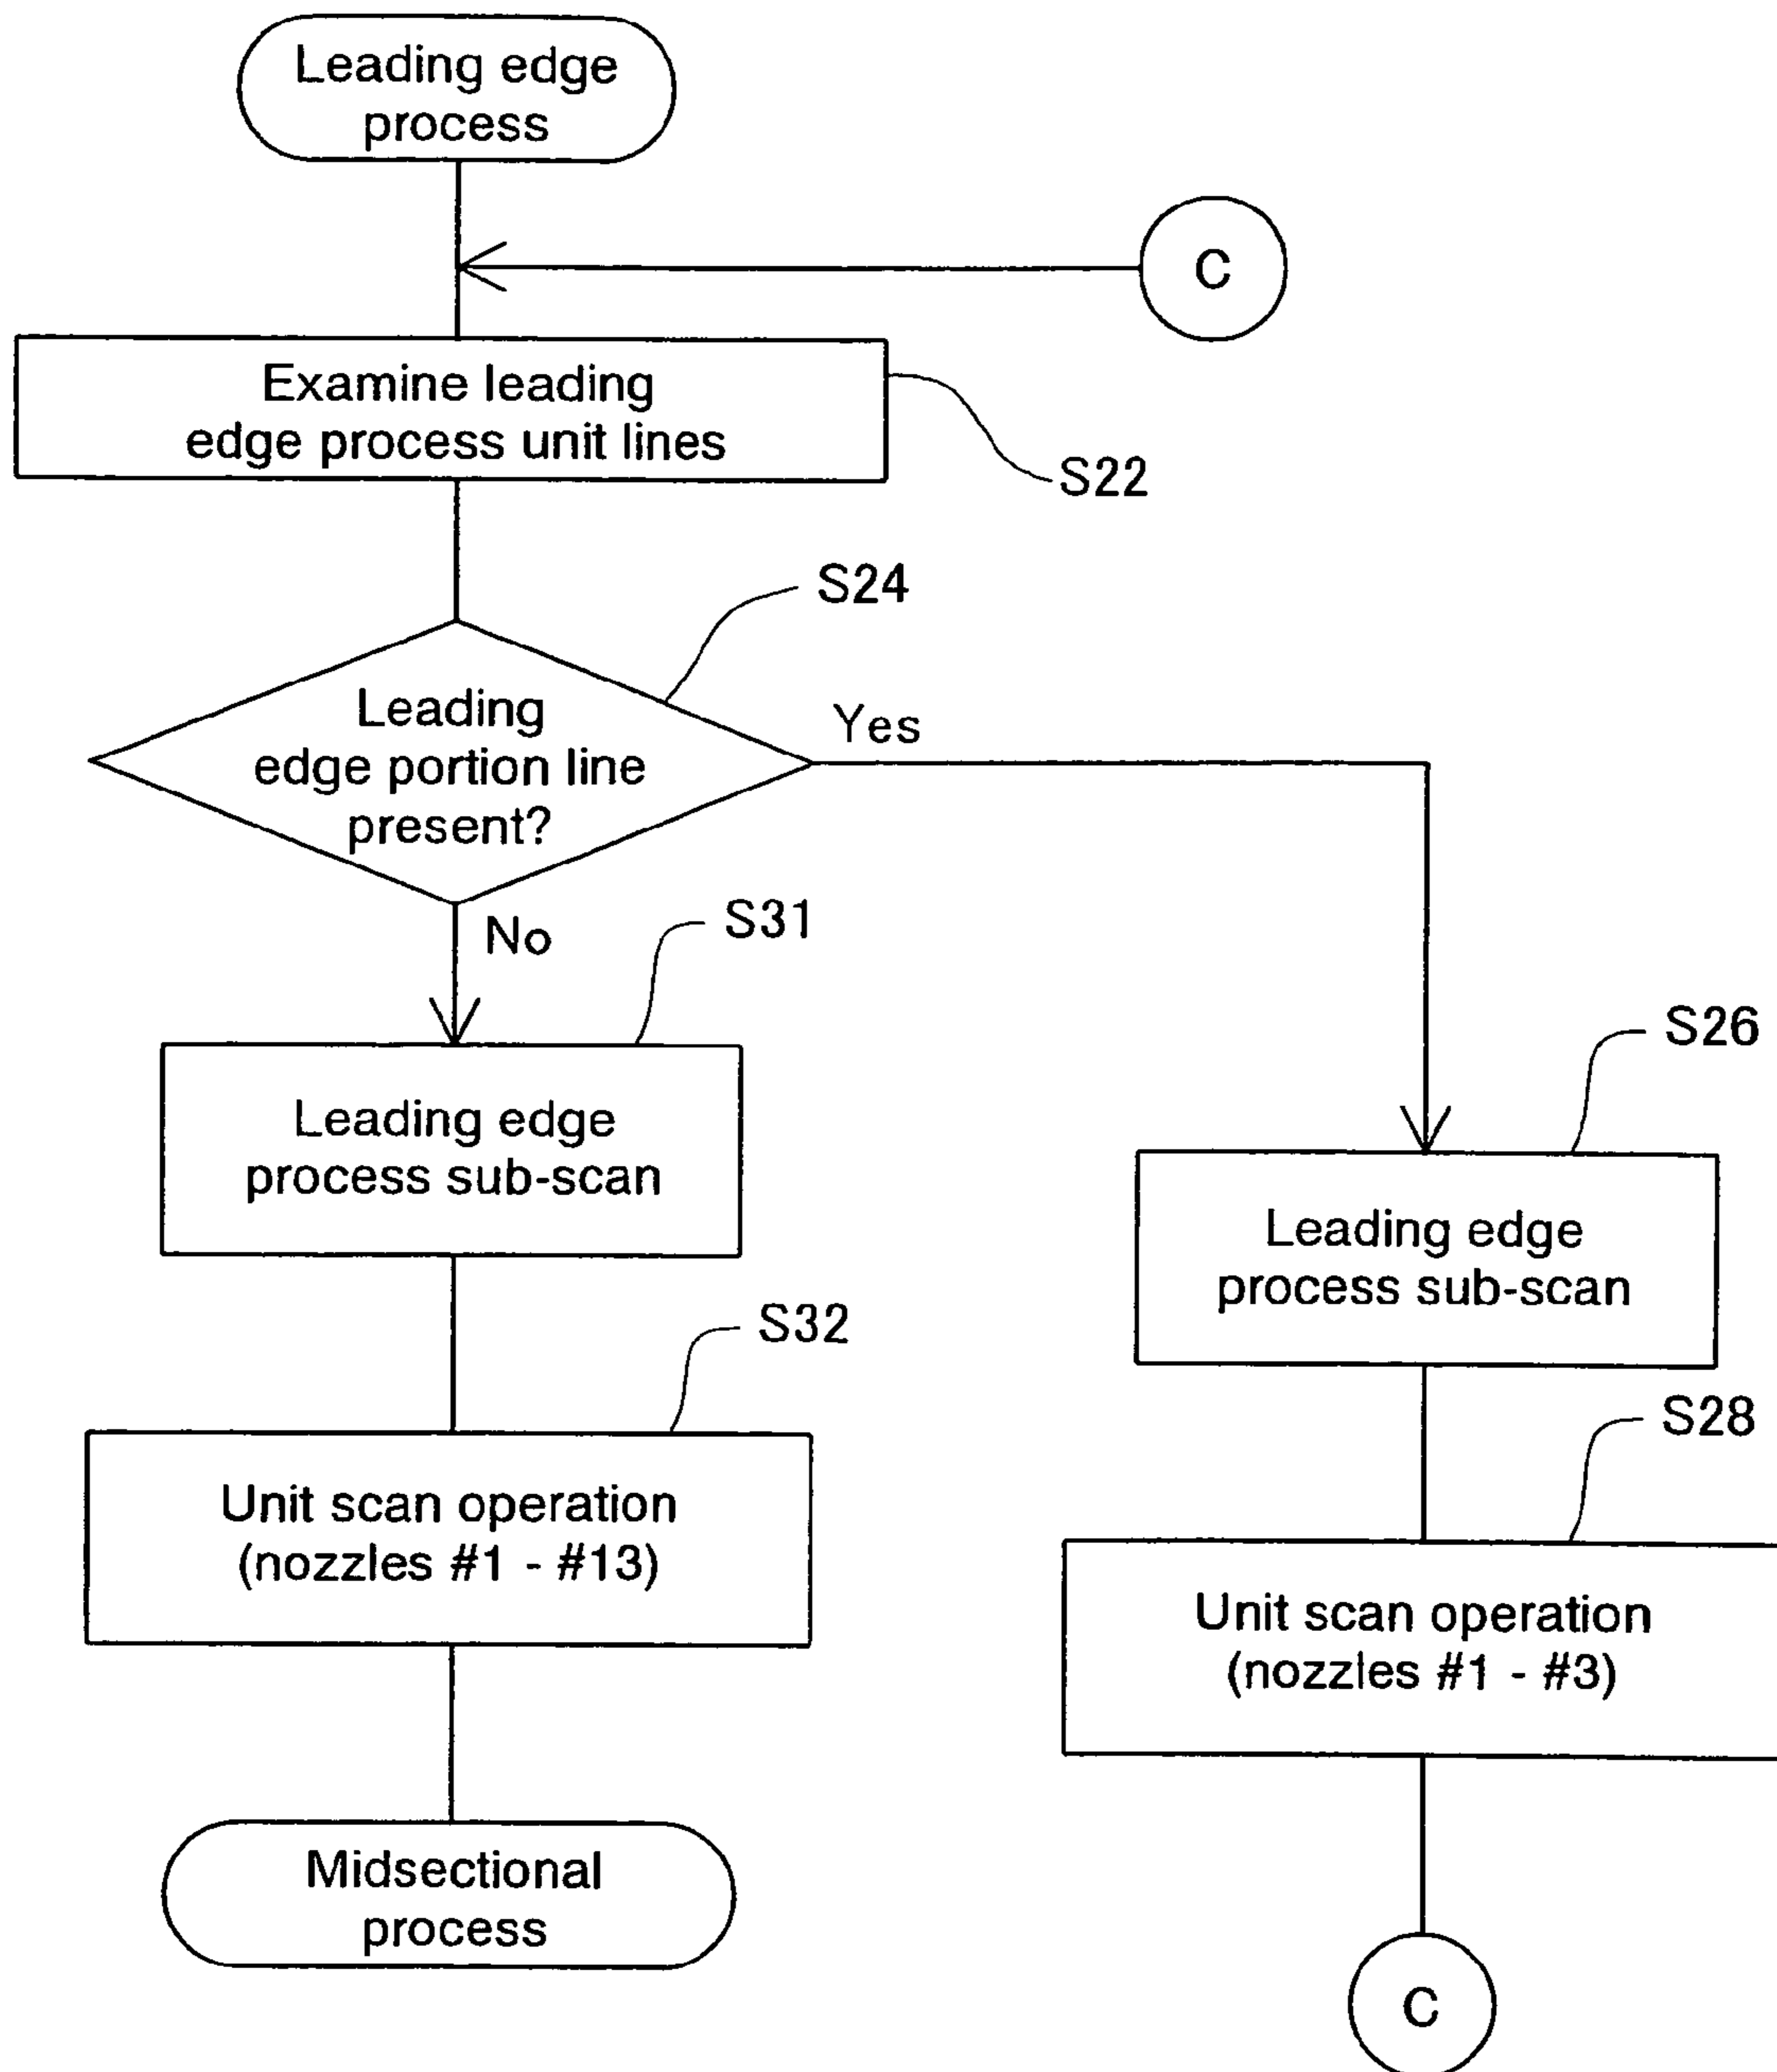 Leading edge
process
C
Examine leading
edge process unit lines
S22
S24
Leading
edge portion line
present?
Yes
No
S31
Leading edge
process sub-scan
S26
Leading edge
process sub-scan
S32
Unit scan operation
(nozzles #1 - #13)
S28
Unit scan operation
(nozzles #1 - #3)
Midsectional
process
C